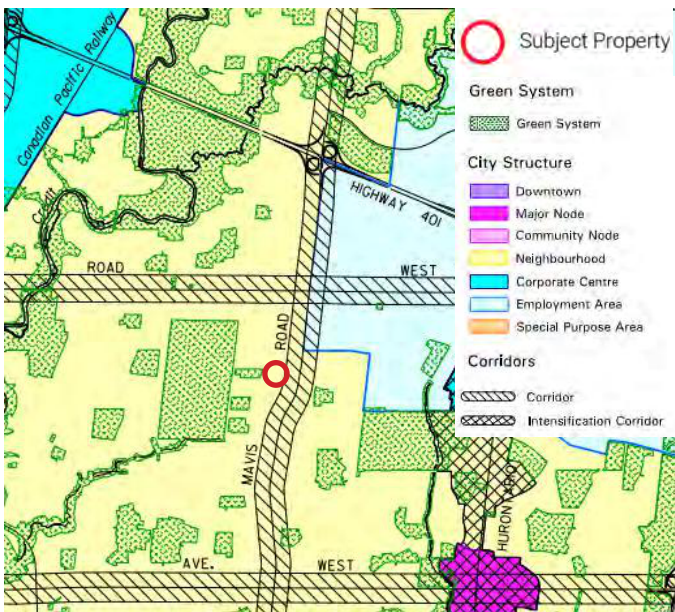 Canadian Pacific Railway
Credit
HIGHWAY 401
ROAD WEST
ROAD
MAVIS
HURONTARIO
AVE. WEST
Subject Property
Green System
Green System
City Structure
Downtown
Major Node
Community Node
Neighbourhood
Corporate Centre
Employment Area
Special Purpose Area
Corridors
Corridor
Intensification Corridor